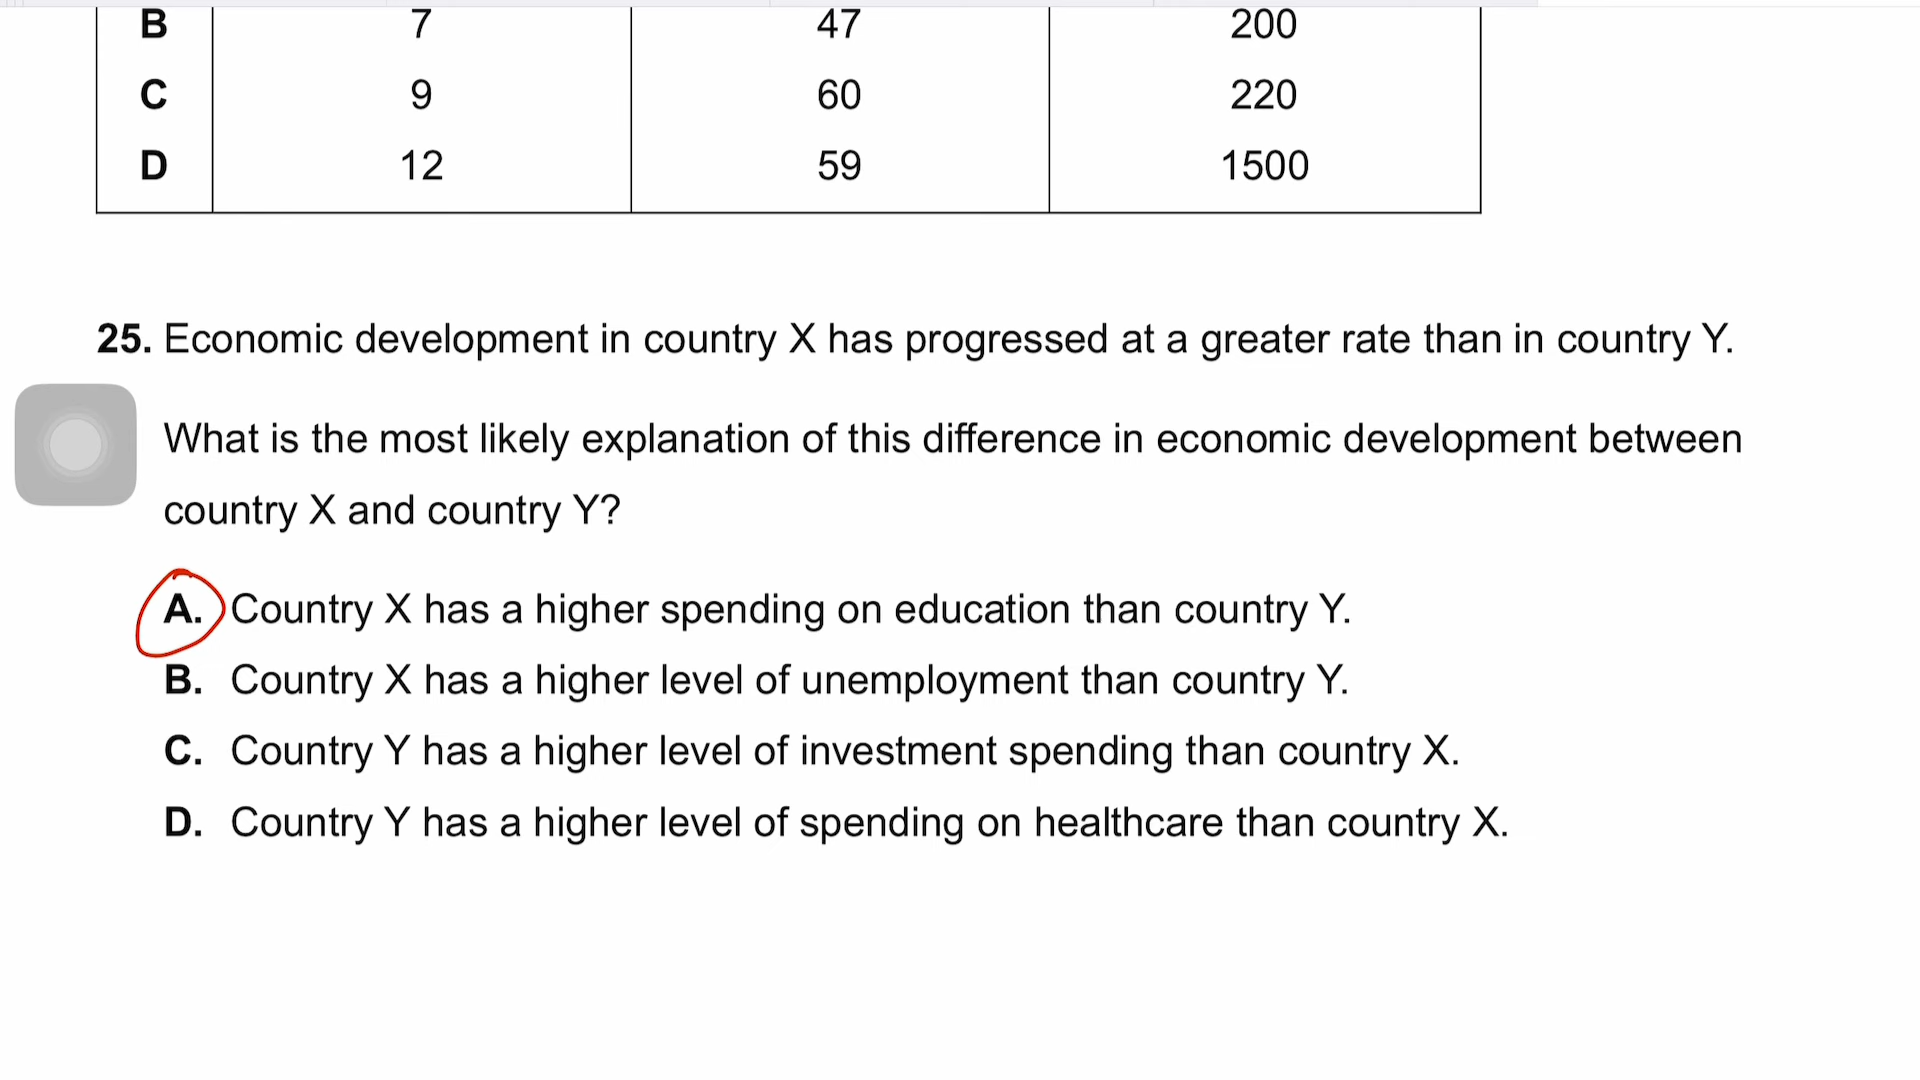 B 7 47 200
C 9 60 220
D 12 59 1500
25. Economic development in country X has progressed at a greater rate than in country Y.
What is the most likely explanation of this difference in economic development between
country X and country Y?
A. Country X has a higher spending on education than country Y.
B. Country X has a higher level of unemployment than country Y.
C. Country Y has a higher level of investment spending than country X.
D. Country Y has a higher level of spending on healthcare than country X.